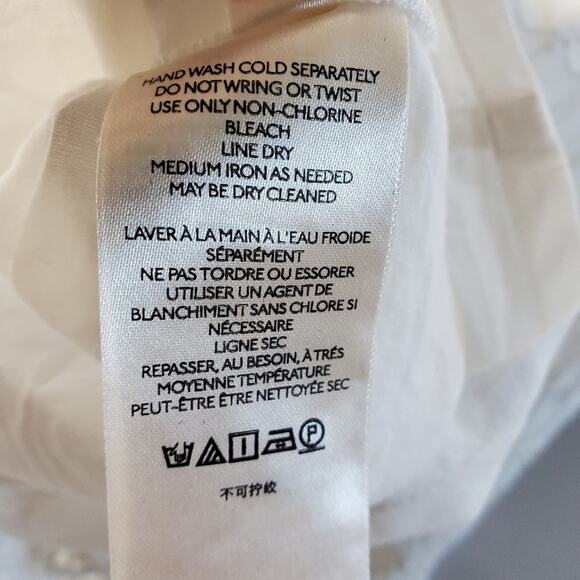 HAND WASH COLD SEPARATELY
DO NOT WRING OR TWIST
USE ONLY NON-CHLORINE
BLEACH
LINE DRY
MEDIUM IRON AS NEEDED
MAY BE DRY CLEANED
LAVER À LA MAIN À L'EAU FROIDE
SÉPARÉMENT
NE PAS TORDRE OU ESSORER
UTILISER UN AGENT DE
BLANCHIMENT SANS CHLORE SI
NÉCESSAIRE
LIGNE SEC
REPASSER, AU BESOIN, À TRÉS
MOYENNE TEMPÉRATURE
PEUT-ÊTRE ÊTRE NETTOYÉE SEC
P
不可拧绞